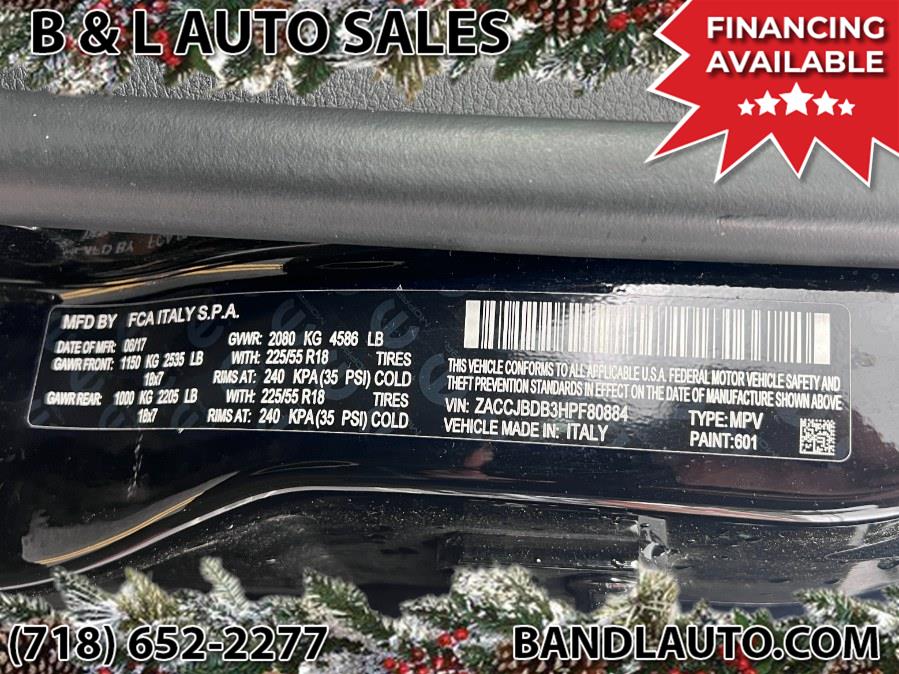 B & L AUTO SALES
FINANCING
AVAILABLE
MFD BY FCA ITALY S.P.A.
DATE OF MFR: 08/17 GVWR: 2080 KG 4586 LB
GAWR FRONT: 1150 KG 2535 LB WITH: 225/55 R18 TIRES
18x7 RIMS AT: 240 KPA(35 PSI) COLD
GAWR REAR: 1000 KG 2205 LB WITH: 225/55 R18 TIRES
18x7 RIMS AT: 240 KPA(35 PSI) COLD
THIS VEHICLE CONFORMS TO ALL APPLICABLE U.S.A. FEDERAL MOTOR VEHICLE SAFETY AND
THEFT PREVENTION STANDARDS IN EFFECT ON THE DATE OF MANUFACTURE SHOWN ABOVE
VIN: ZACCJBDB3HPF80884 TYPE: MPV
VEHICLE MADE IN: ITALY PAINT: 601
(718) 652-2277
BANDLAUTO.COM